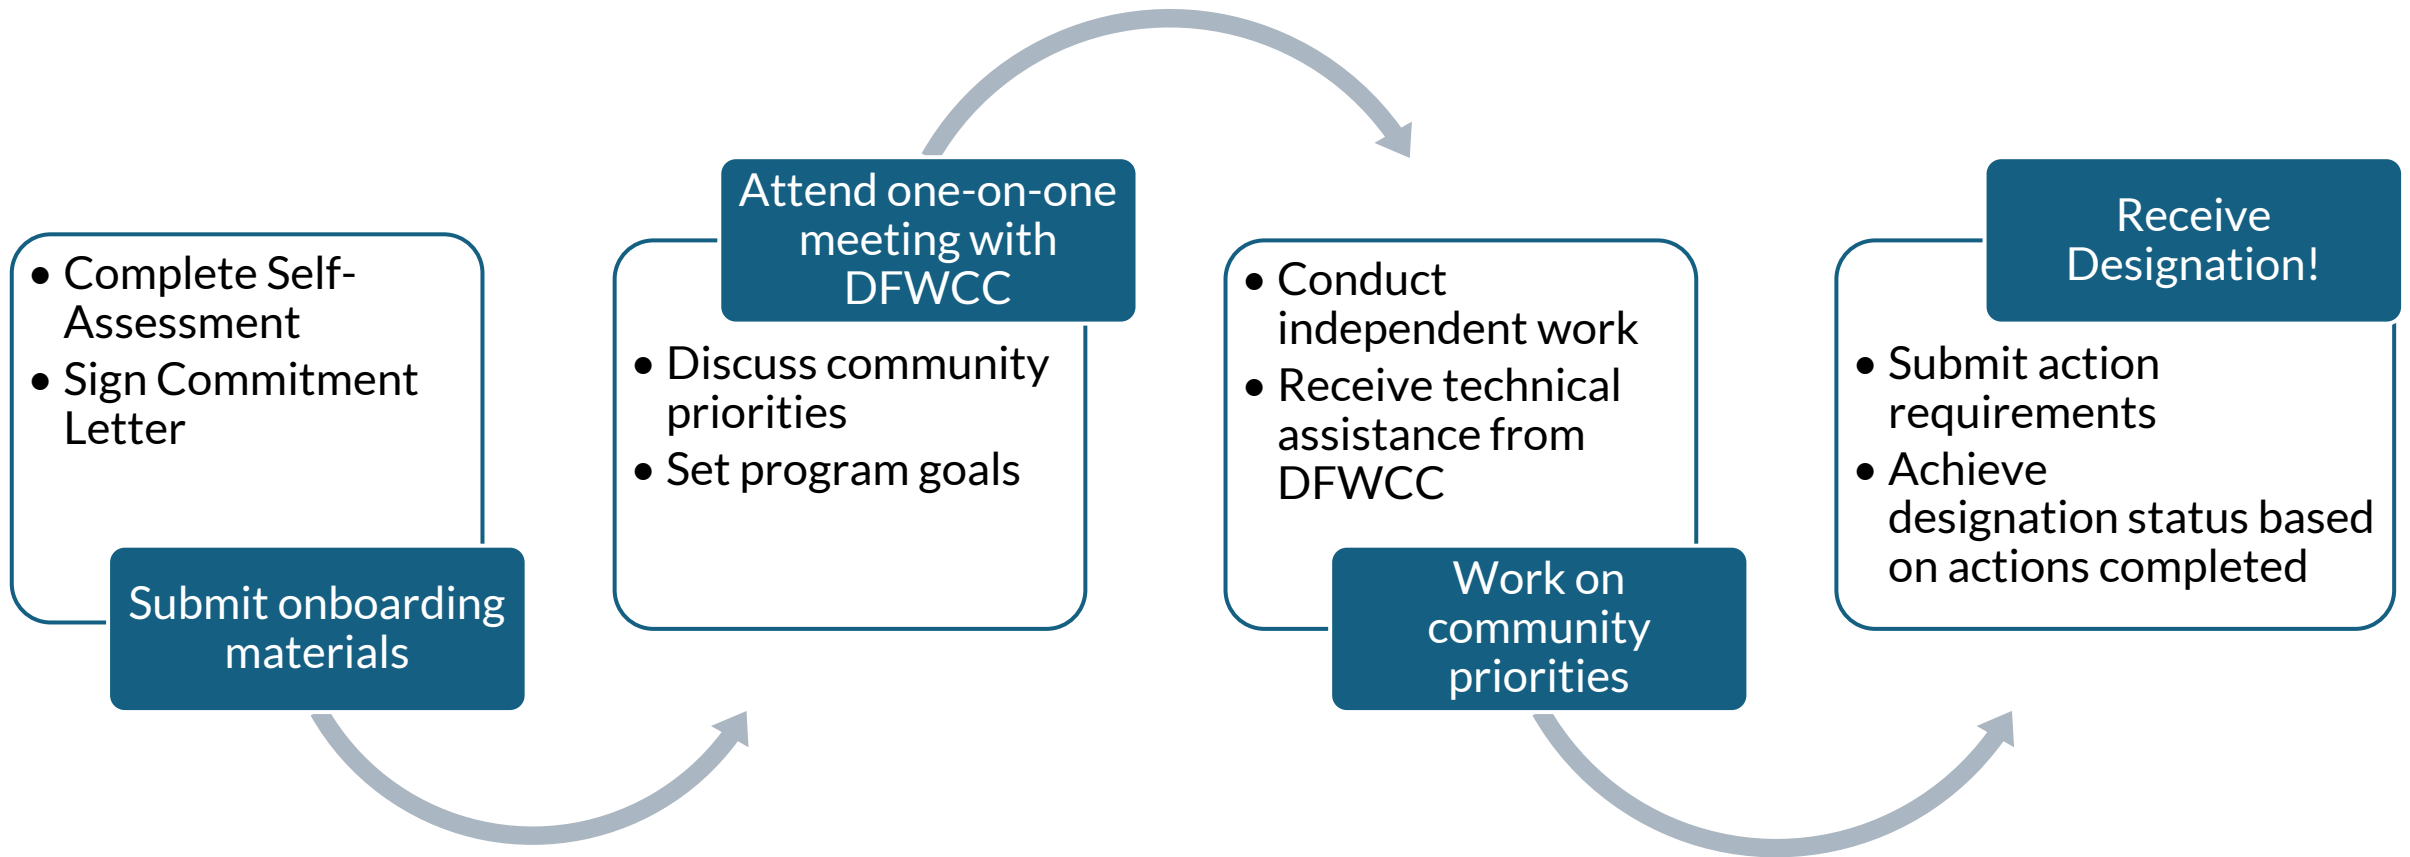 • Complete Self-
Assessment
• Sign Commitment
Letter
Submit onboarding
materials
Attend one-on-one
meeting with
DFWCC
• Discuss community
priorities
• Set program goals
• Conduct
independent work
• Receive technical
assistance from
DFWCC
Work on
community
priorities
Receive
Designation!
• Submit action
requirements
• Achieve
designation status based
on actions completed